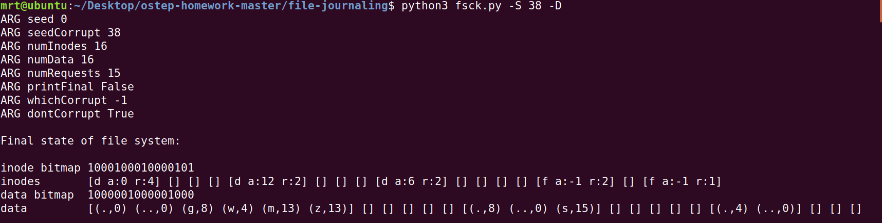 mrt@ubuntu:~/Desktop/ostep-homework-master/file-journaling$ python3 fsck.py -S 38 -D
ARG seed 0
ARG seedCorrupt 38
ARG numInodes 16
ARG numData 16
ARG numRequests 15
ARG printFinal False
ARG whichCorrupt -1
ARG dontCorrupt True
Final state of file system:
inode bitmap 1000100010000101
inodes [d a:0 r:4] [] [] [] [d a:12 r:2] [] [] [] [d a:6 r:2] [] [] [] [] [f a:-1 r:2] [] [f a:-1 r:1]
data bitmap 1000001000001000
data [(.,0) (..,0) (g,8) (w,4) (m,13) (z,13)] [] [] [] [] [] [(.,8) (..,0) (s,15)] [] [] [] [] [] [(.,4) (..,0)] [] [] []